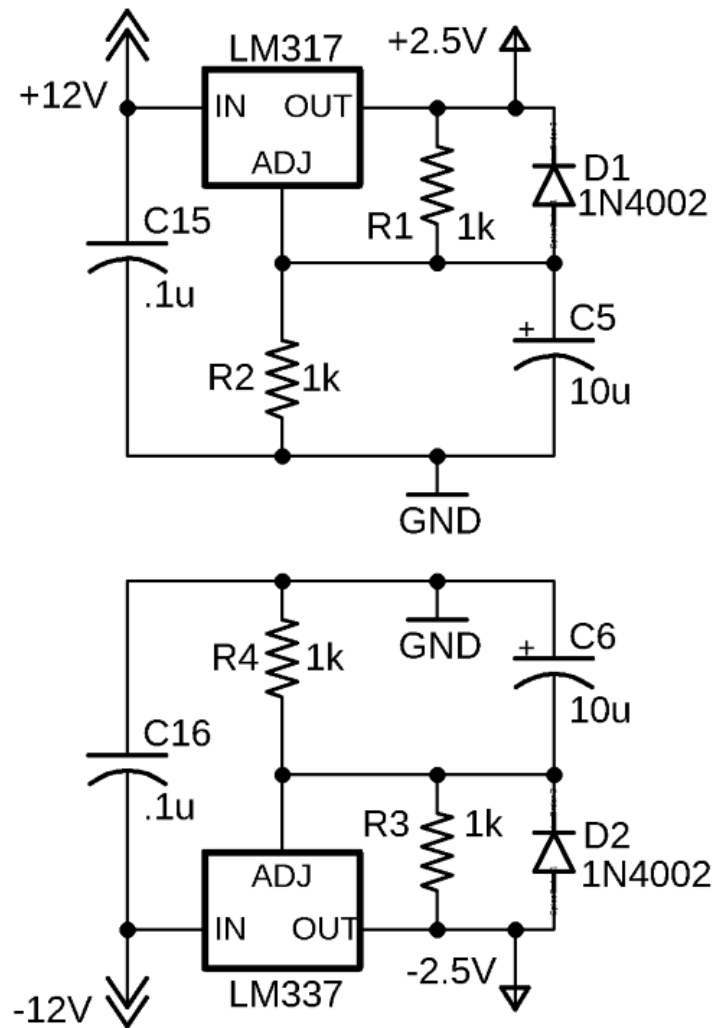 LM317
+2.5V
+12V
IN OUT
ADJ
D1
1N4002
C15
.1u
R1 1k
R2 1k
+
C5
10u
GND
GND
R4 1k
+
C6
10u
C16
.1u
R3 1k
D2
1N4002
ADJ
IN OUT
-2.5V
LM337
-12V